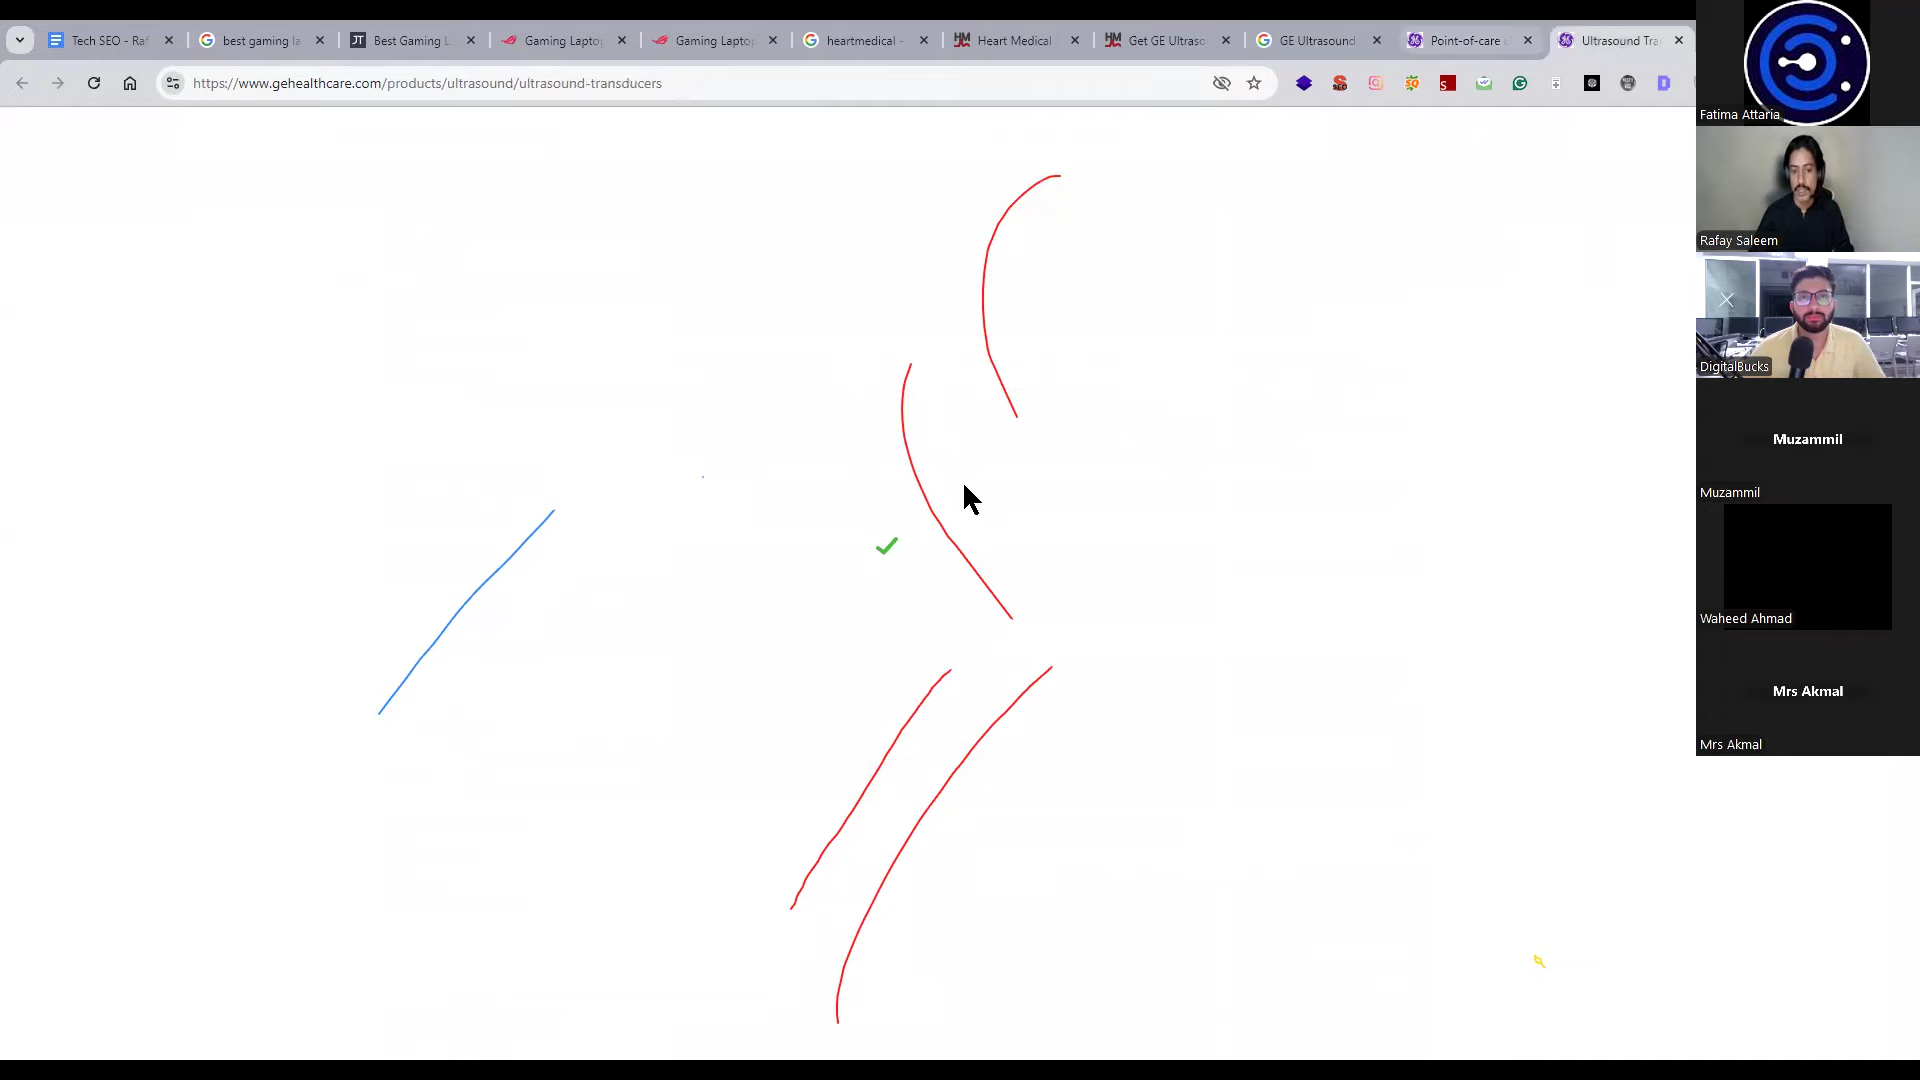 Tech SEO - Raf
best gaming la
Best Gaming L
Gaming Lapto
Gaming Laptop
heartmedical -
Heart Medical
Get GE Ultraso
GE Ultrasound
Point-of-care u
Ultrasound Tra
https://www.gehealthcare.com/products/ultrasound/ultrasound-transducers
Fatima Attaria
Rafay Saleem
DigitalBucks
Muzammil
Muzammil
Waheed Ahmad
Mrs Akmal
Mrs Akmal